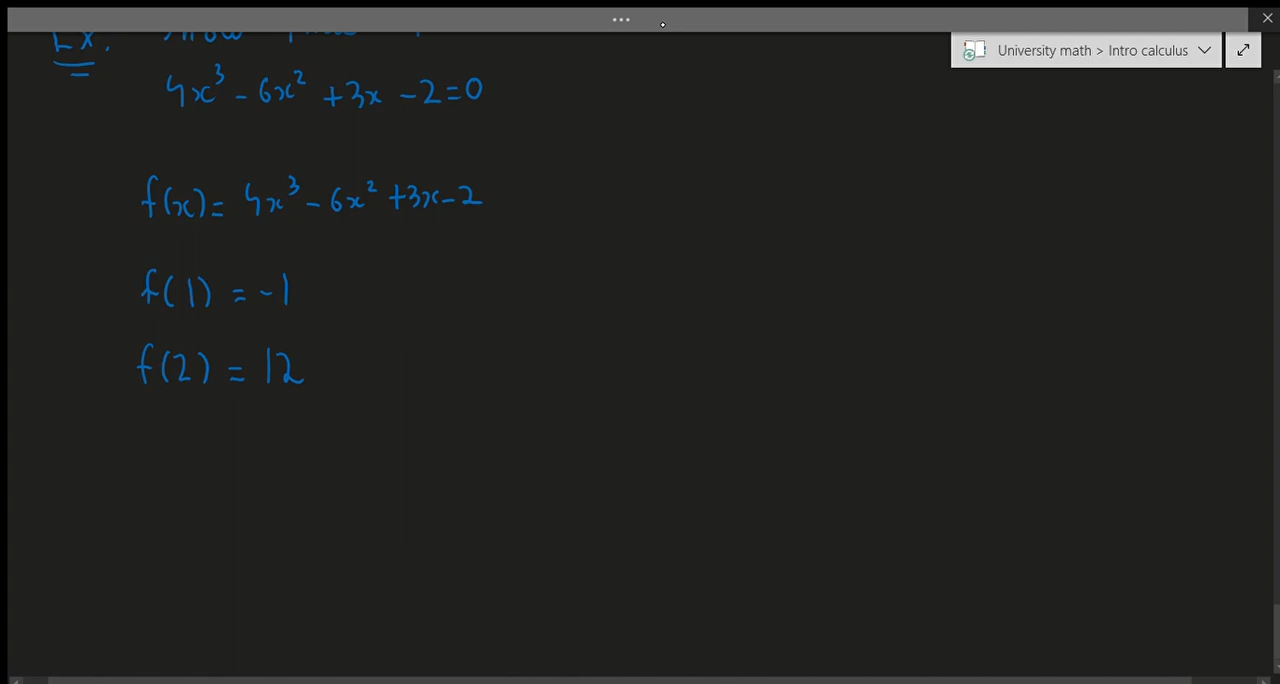 University math > Intro calculus
Ex.
4x³ - 6x² + 3x - 2 = 0
f(x) = 4x³ - 6x² + 3x - 2
f(1) = -1
f(2) = 12